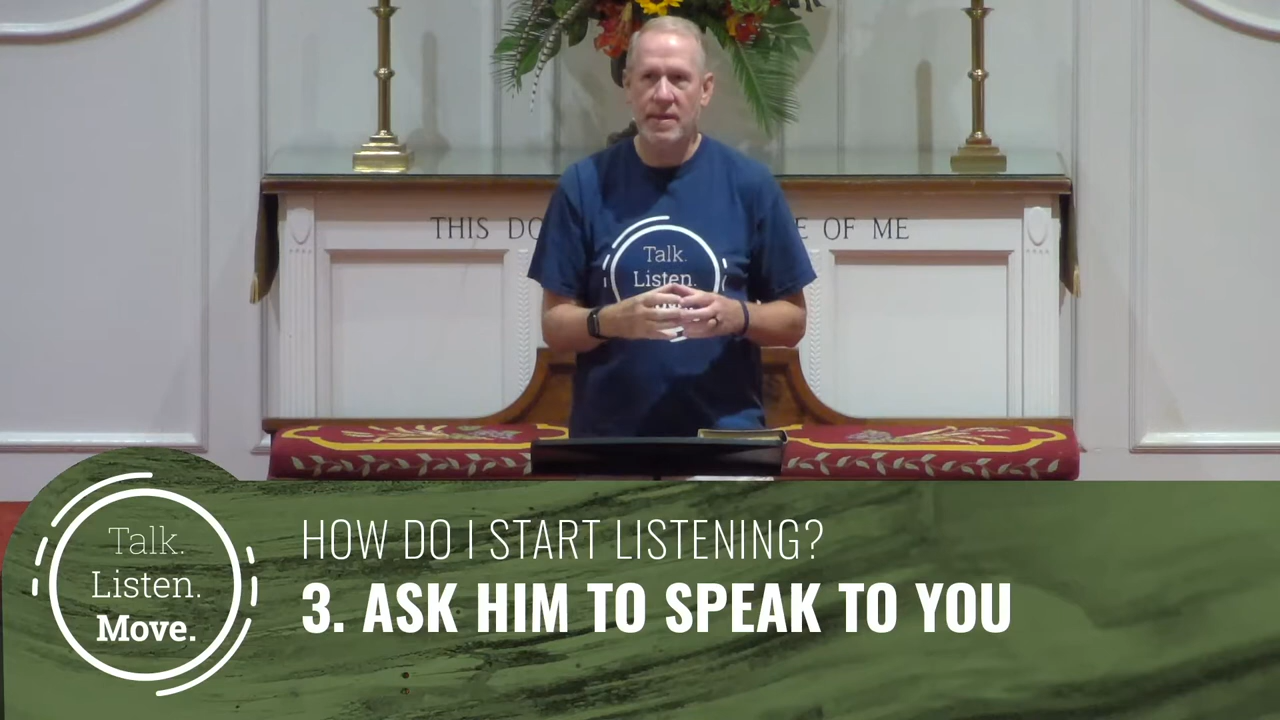 THIS DO E OF ME
Talk.
Listen.
HOW DO I START LISTENING?
3. ASK HIM TO SPEAK TO YOU
Talk.
Listen.
Move.